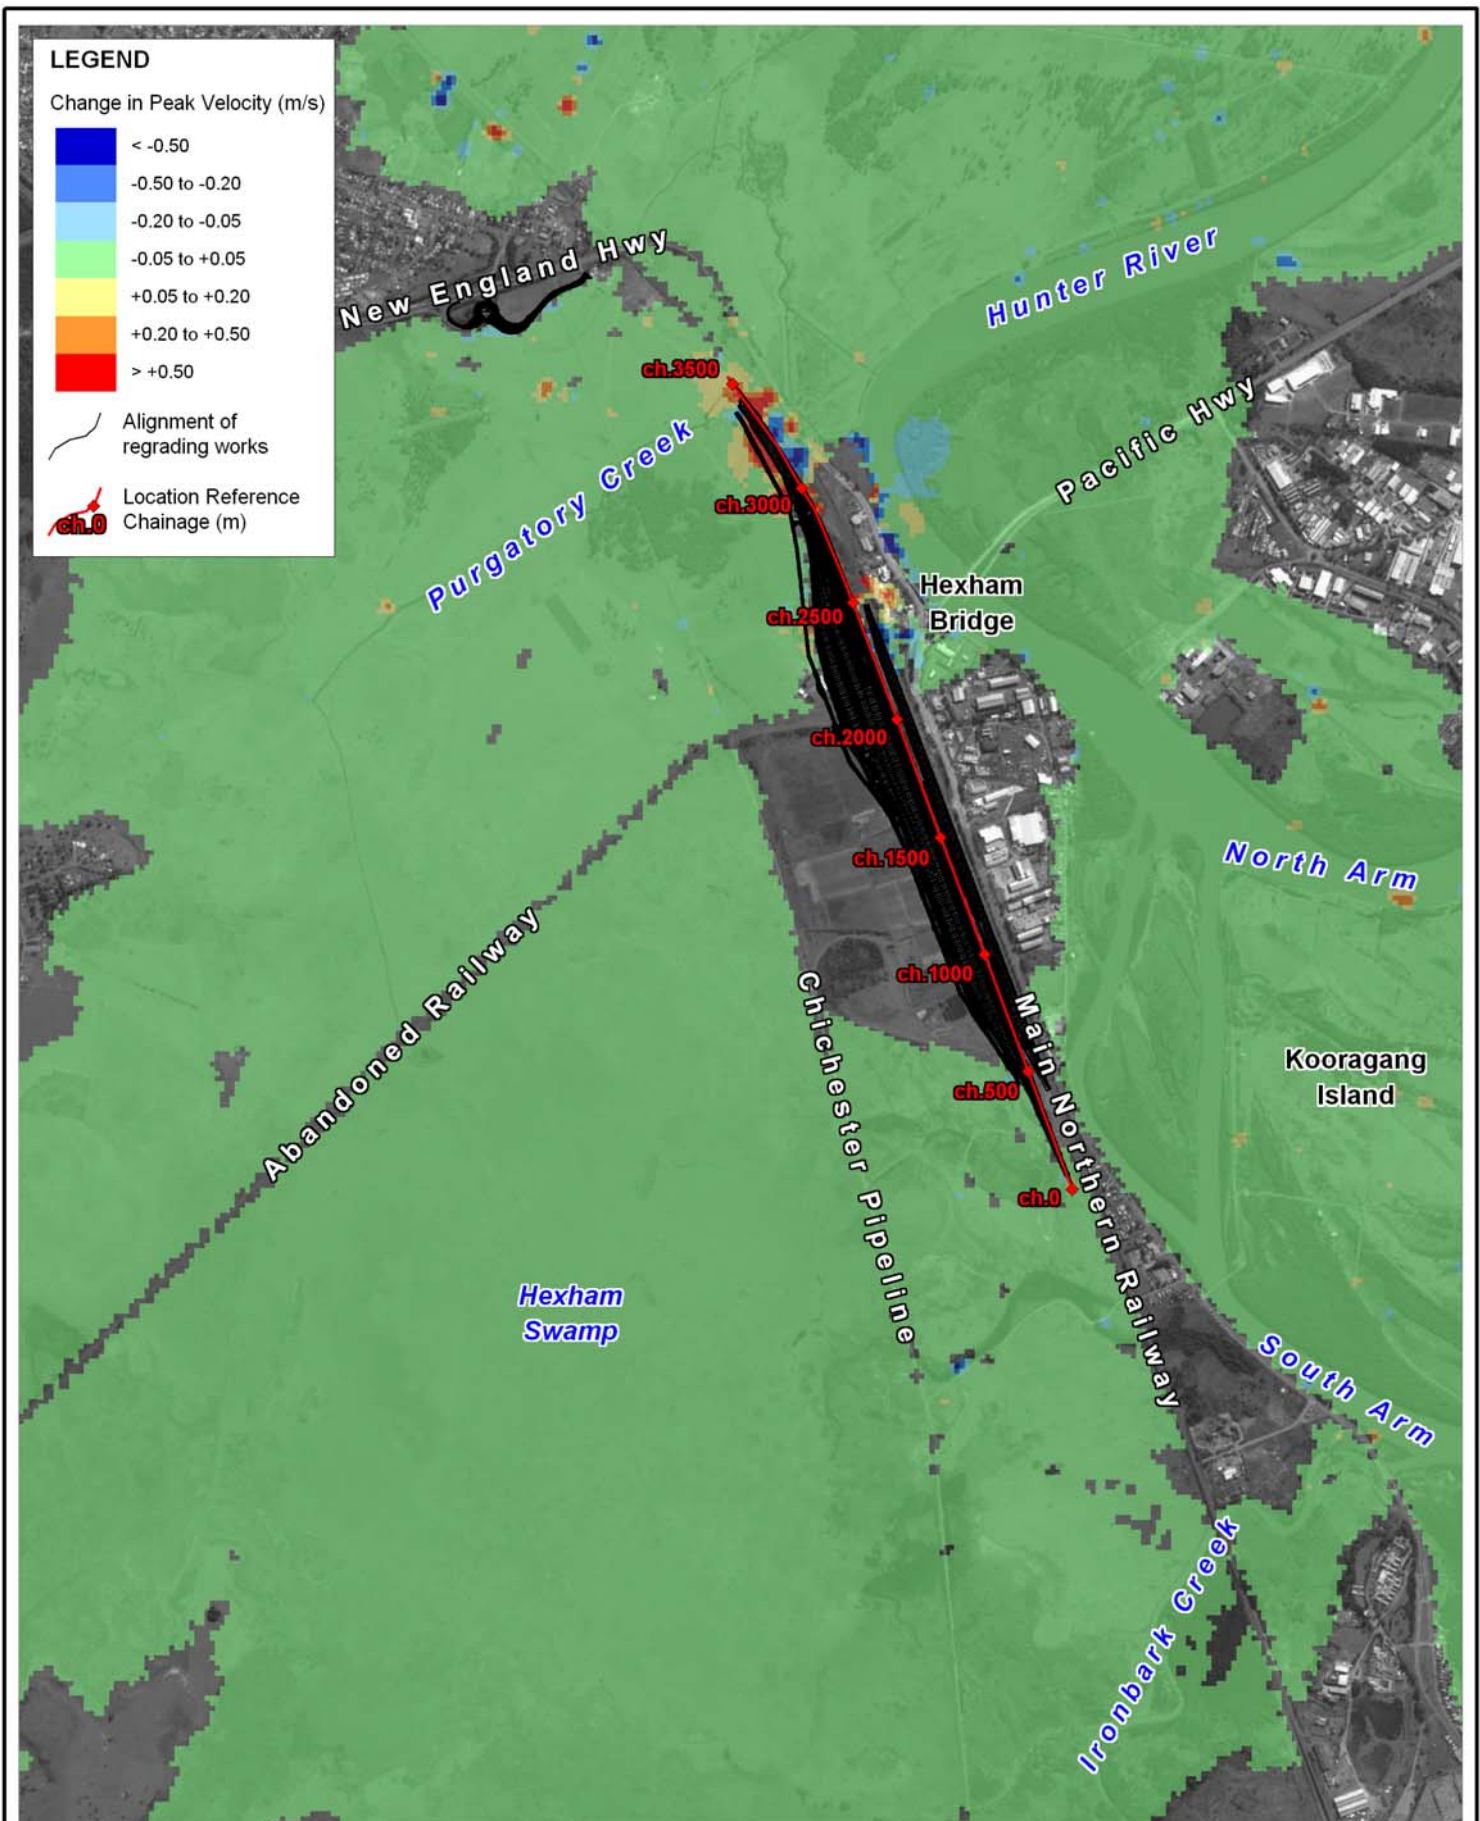 LEGEND
Change in Peak Velocity (m/s)
< -0.50
-0.50 to -0.20
-0.20 to -0.05
-0.05 to +0.05
+0.05 to +0.20
+0.20 to +0.50
> +0.50
Alignment of
regrading works
Location Reference
Chainage (m)
ch.0
New England Hwy
Hunter River
ch.3500
Pacific Hwy
Purgatory Creek
ch.3000
Hexham
Bridge
ch.2500
ch.2000
ch.1500
North Arm
Abandoned Railway
ch.1000
Chichester Pipeline
Main Northern Railway
Kooragang
Island
ch.500
ch.0
Hexham
Swamp
South Arm
Ironbark Creek